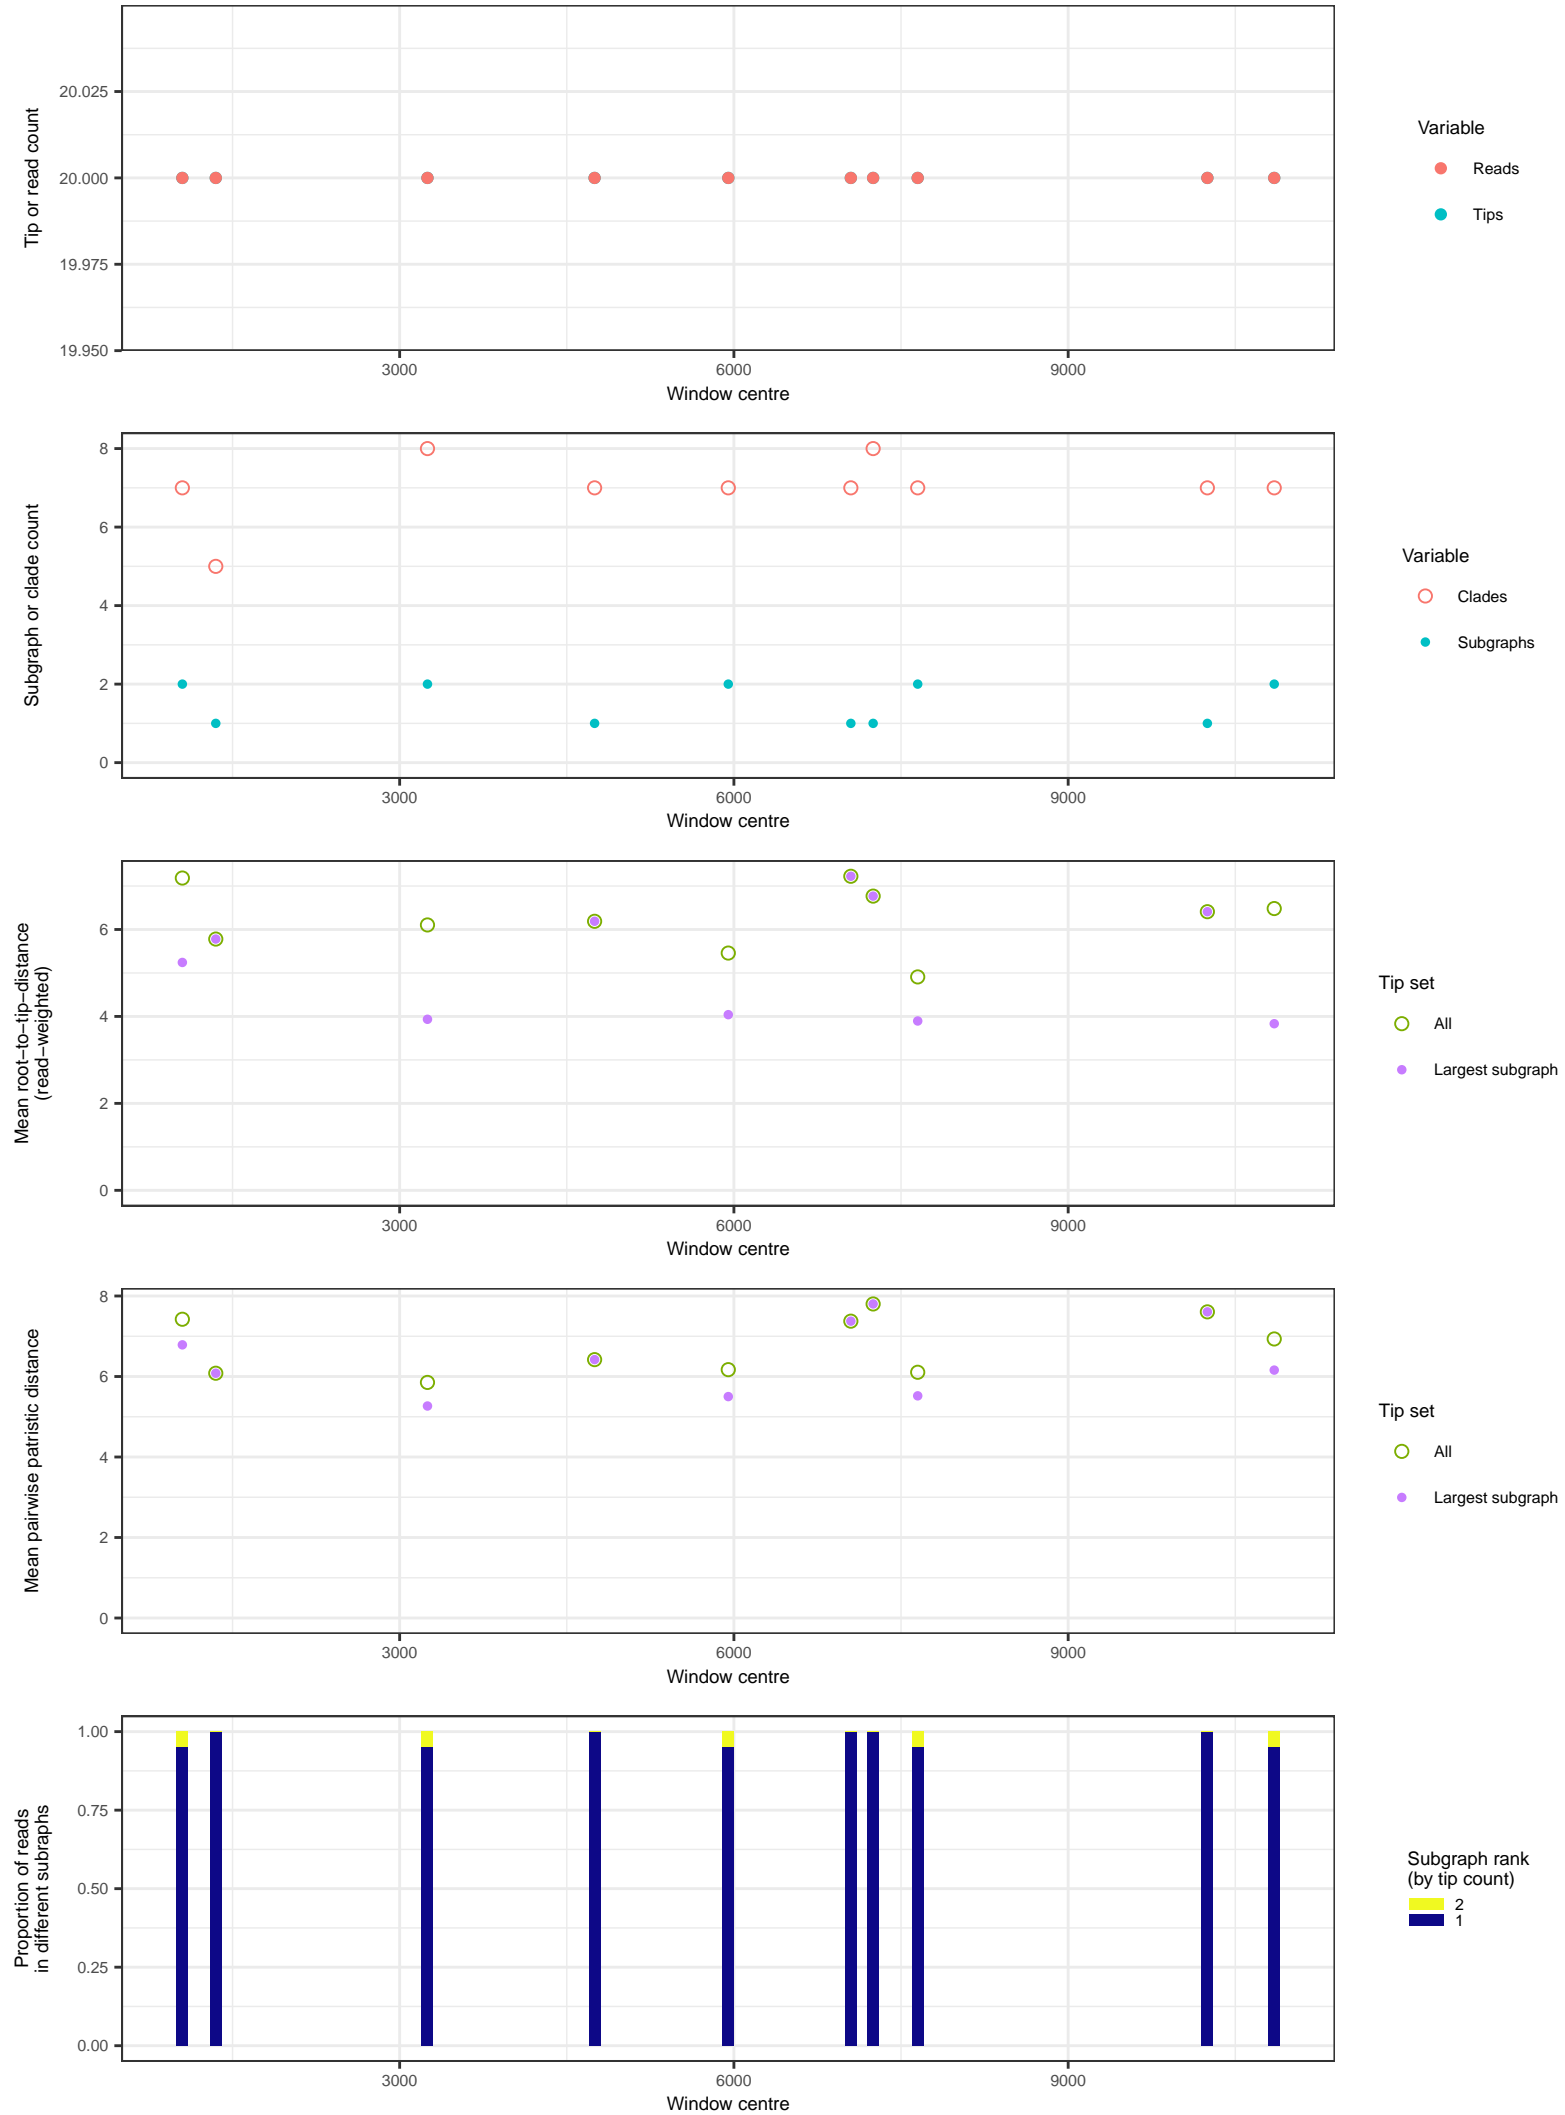 Tip or read count
20.025
20.000
19.975
19.950
3000
6000
9000
Window centre
Variable
Reads
Tips
Subgraph or clade count
8
6
4
2
0
3000
6000
9000
Window centre
Variable
Clades
Subgraphs
Mean root−to−tip−distance
(read−weighted)
6
4
2
0
3000
6000
9000
Window centre
Tip set
All
Largest subgraph
Mean pairwise patristic distance
8
6
4
2
0
3000
6000
9000
Window centre
Tip set
All
Largest subgraph
Proportion of reads
in different subraphs
1.00
0.75
0.50
0.25
0.00
3000
6000
9000
Window centre
Subgraph rank
(by tip count)
2
1